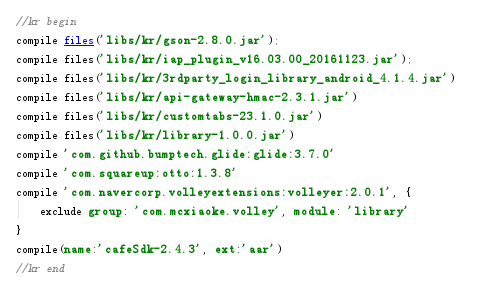 //kr begin
compile files('libs/kr/gson-2.8.0.jar');
compile files('libs/kr/iap_plugin_v16.03.00_20161123.jar');
compile files('libs/kr/3rdparty_login_library_android_4.1.4.jar')
compile files('libs/kr/api-gateway-hmac-2.3.1.jar')
compile files('libs/kr/customtabs-23.1.0.jar')
compile files('libs/kr/library-1.0.0.jar')
compile 'com.github.bumptech.glide:glide:3.7.0'
compile 'com.squareup:otto:1.3.8'
compile 'com.navercorp.volleyextensions:volleyer:2.0.1', {
    exclude group: 'com.mcxiaoke.volley', module: 'library'
}
compile(name:'cafeSdk-2.4.3', ext:'aar')
//kr end